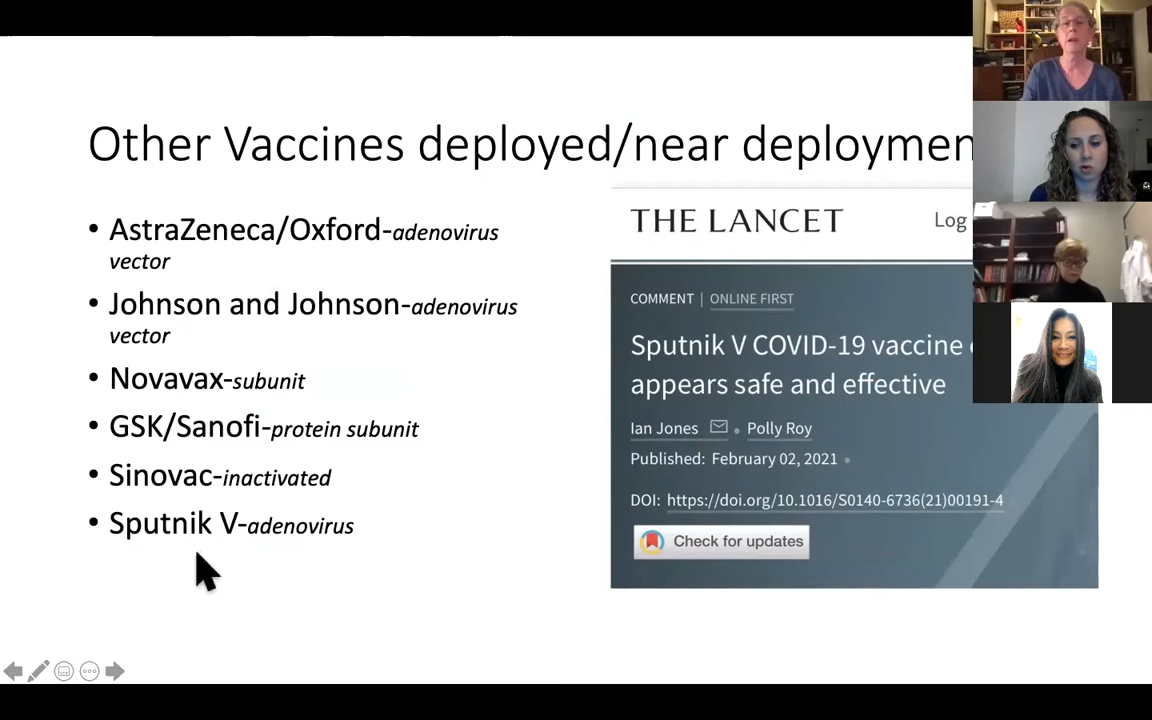 Other Vaccines deployed/near deploymen
• AstraZeneca/Oxford-adenovirus
vector
• Johnson and Johnson-adenovirus
vector
• Novavax-subunit
• GSK/Sanofi-protein subunit
• Sinovac-inactivated
• Sputnik V-adenovirus
THE LANCET Log
COMMENT | ONLINE FIRST
Sputnik V COVID-19 vaccine
appears safe and effective
Ian Jones • Polly Roy
Published: February 02, 2021 •
DOI: https://doi.org/10.1016/S0140-6736(21)00191-4
Check for updates